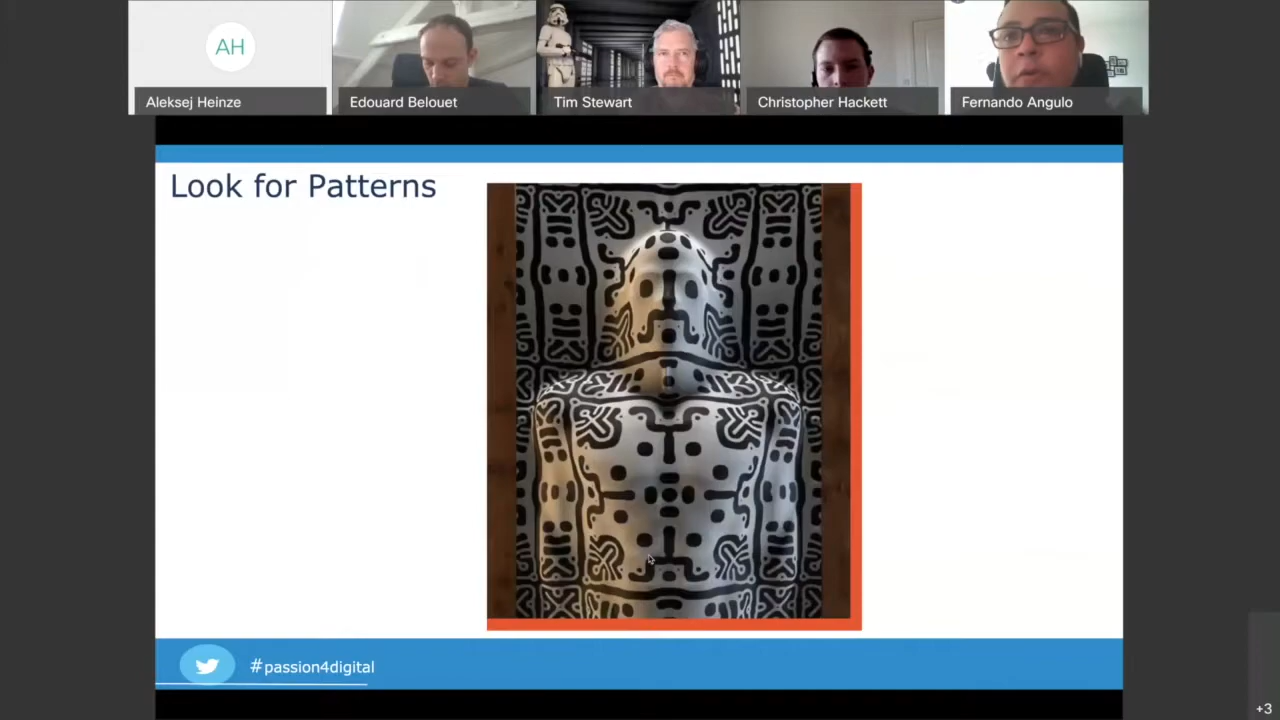 AH
Aleksej Heinze
Edouard Belouet
Tim Stewart
Christopher Hackett
Fernando Angulo
Look for Patterns
#passion4digital
+3